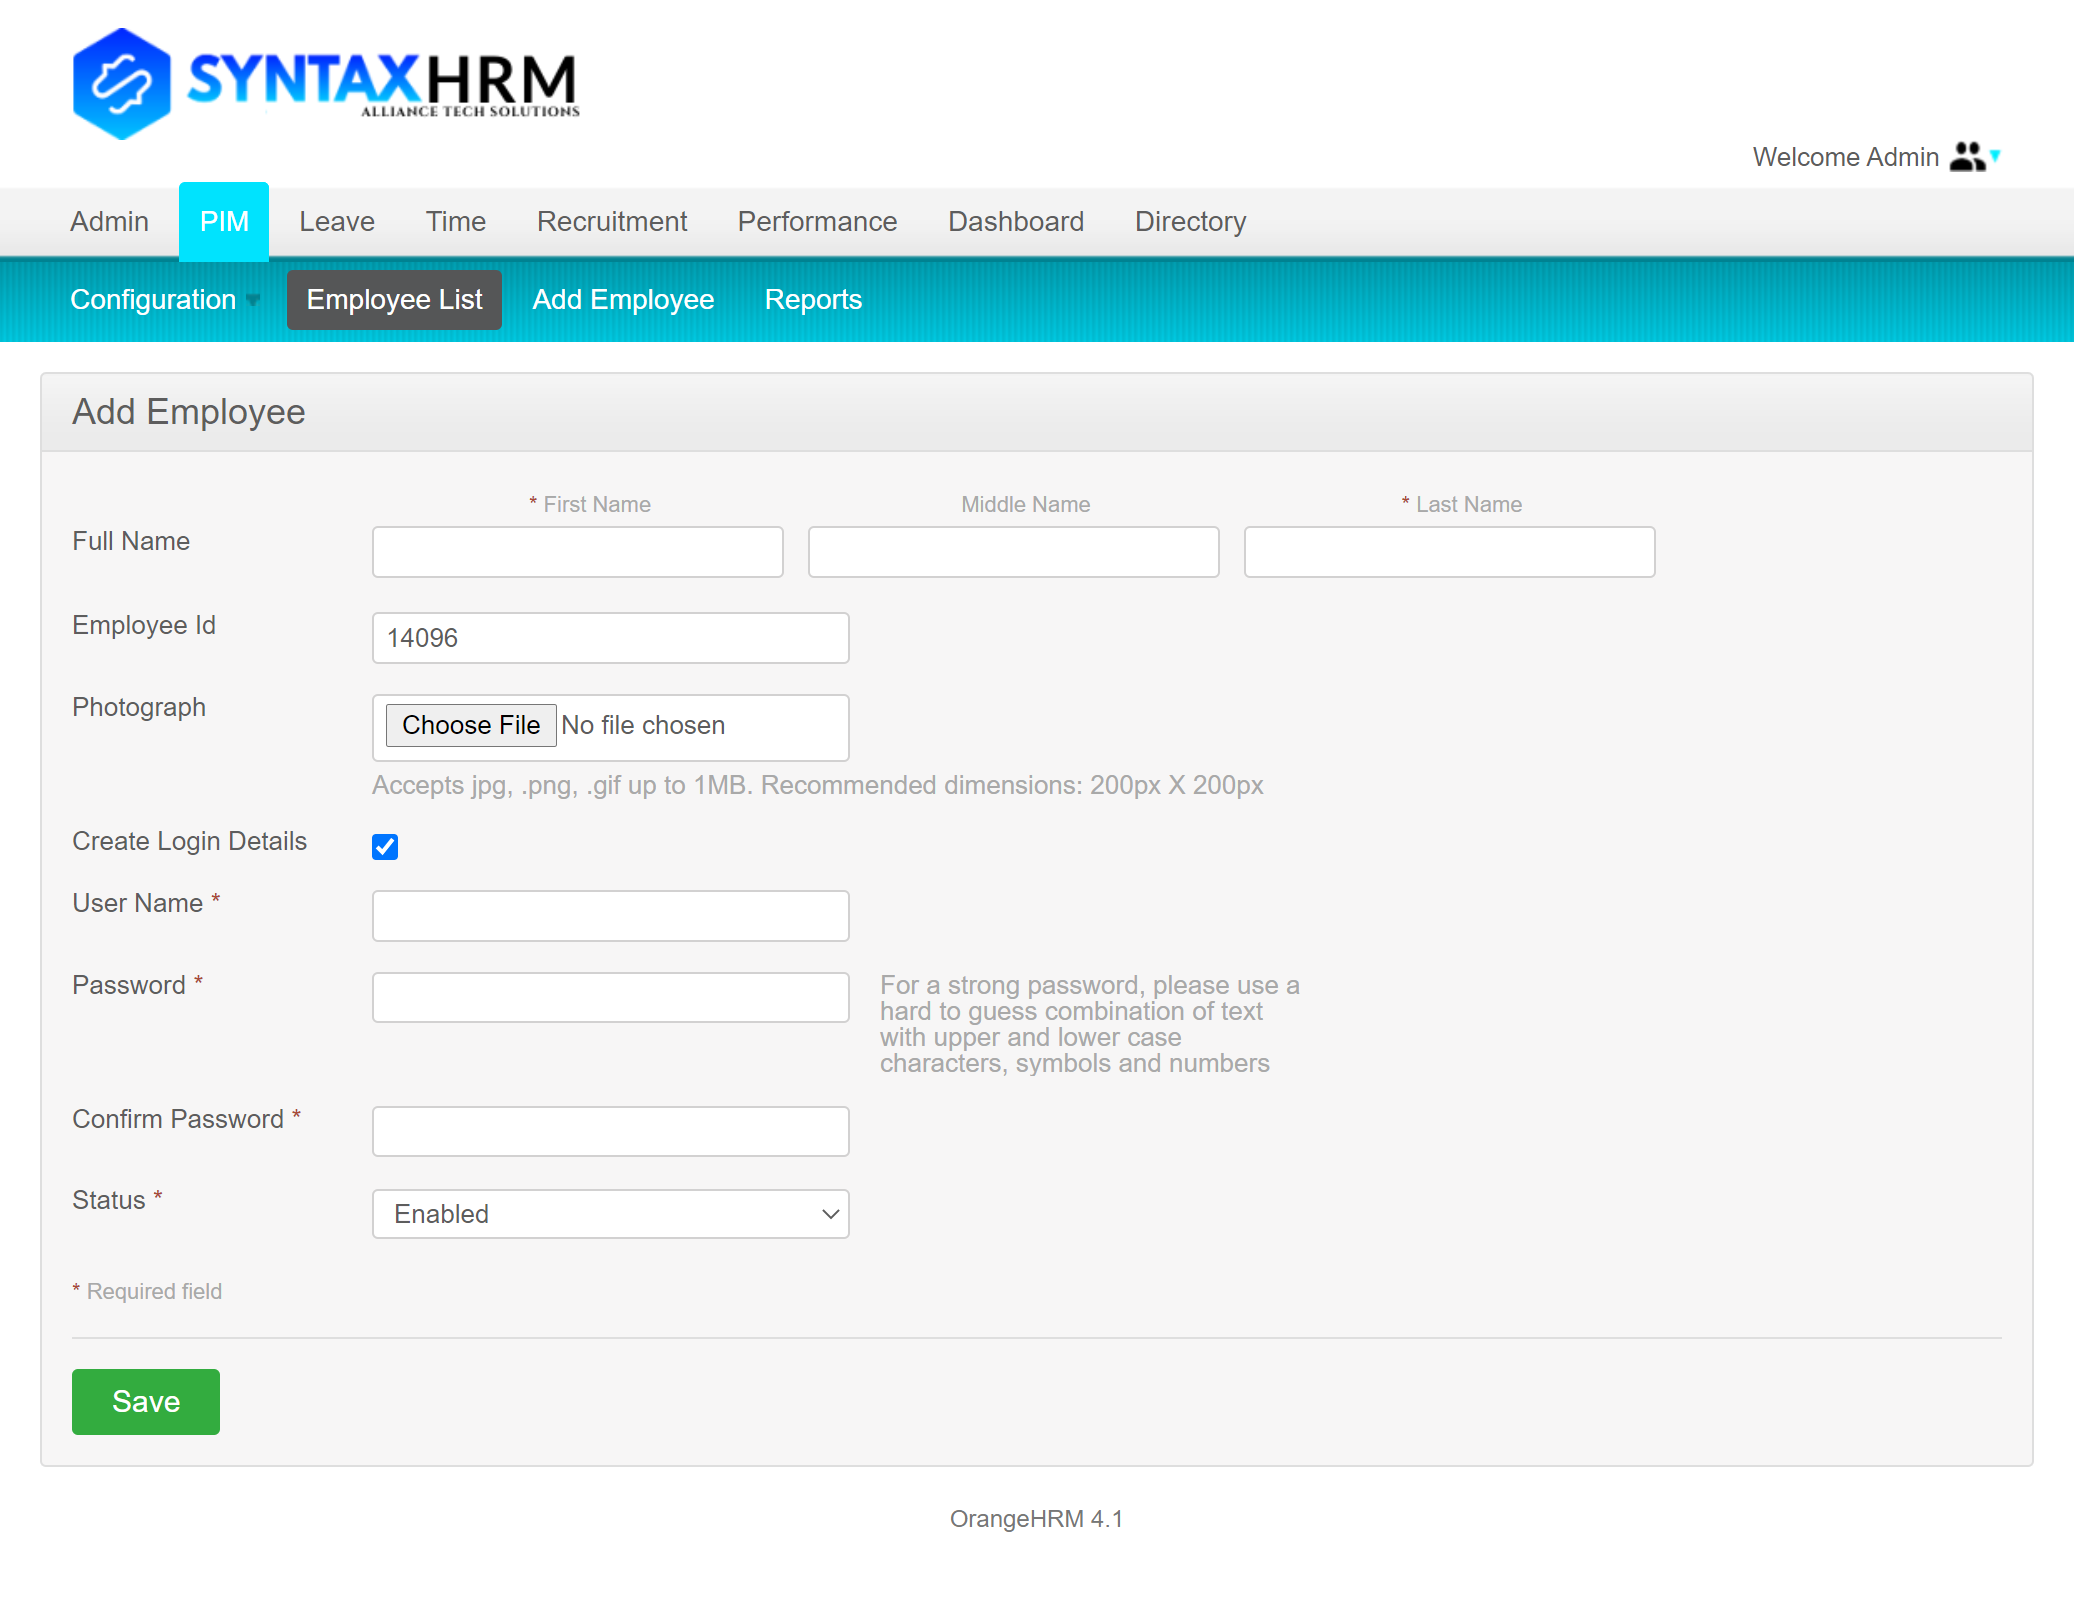 SYNTAXHRM
ALLIANCE TECH SOLUTIONS
Welcome Admin
Admin PIM Leave Time Recruitment Performance Dashboard Directory
Configuration Employee List Add Employee Reports
Add Employee
* First Name Middle Name * Last Name
Full Name
Employee Id 14096
Photograph Choose File No file chosen
Accepts jpg, .png, .gif up to 1MB. Recommended dimensions: 200px X 200px
Create Login Details
User Name *
Password * For a strong password, please use a
hard to guess combination of text
with upper and lower case
characters, symbols and numbers
Confirm Password *
Status * Enabled
* Required field
Save
OrangeHRM 4.1